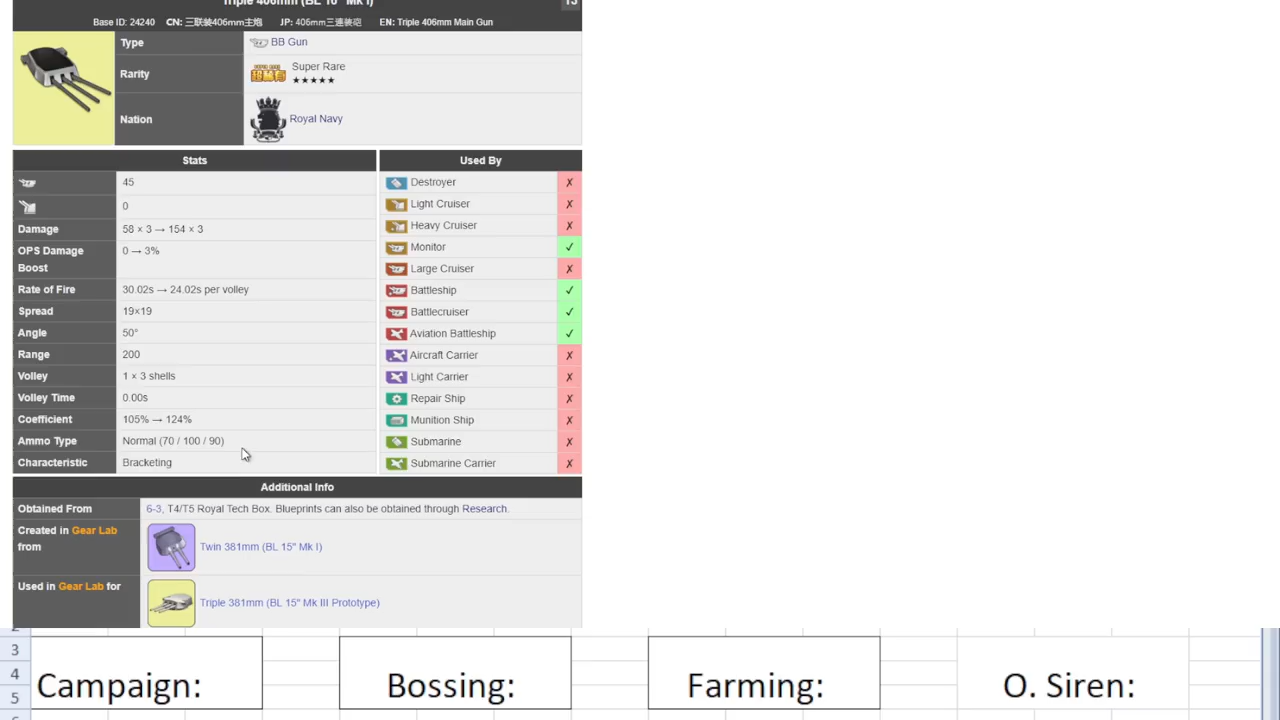 Triple 406mm (BL 16" Mk I)
T3
Base ID: 24240 CN: 三联装406mm主炮 JP: 406mm三連装砲 EN: Triple 406mm Main Gun
Type BB Gun
Rarity Super Rare
★★★★★
Nation Royal Navy
Stats Used By
45 Destroyer ✗
0 Light Cruiser ✗
Damage 58 × 3 → 154 × 3 Heavy Cruiser ✗
OPS Damage Boost 0 → 3% Monitor ✓
Large Cruiser ✗
Rate of Fire 30.02s → 24.02s per volley Battleship ✓
Spread 19×19 Battlecruiser ✓
Angle 50° Aviation Battleship ✓
Range 200 Aircraft Carrier ✗
Volley 1 × 3 shells Light Carrier ✗
Volley Time 0.00s Repair Ship ✗
Coefficient 105% → 124% Munition Ship ✗
Ammo Type Normal (70 / 100 / 90) Submarine ✗
Characteristic Bracketing Submarine Carrier ✗
Additional Info
Obtained From 6-3, T4/T5 Royal Tech Box. Blueprints can also be obtained through Research.
Created in Gear Lab from Twin 381mm (BL 15" Mk I)
Used in Gear Lab for Triple 381mm (BL 15" Mk III Prototype)
3
4
5
Campaign: Bossing: Farming: O. Siren: